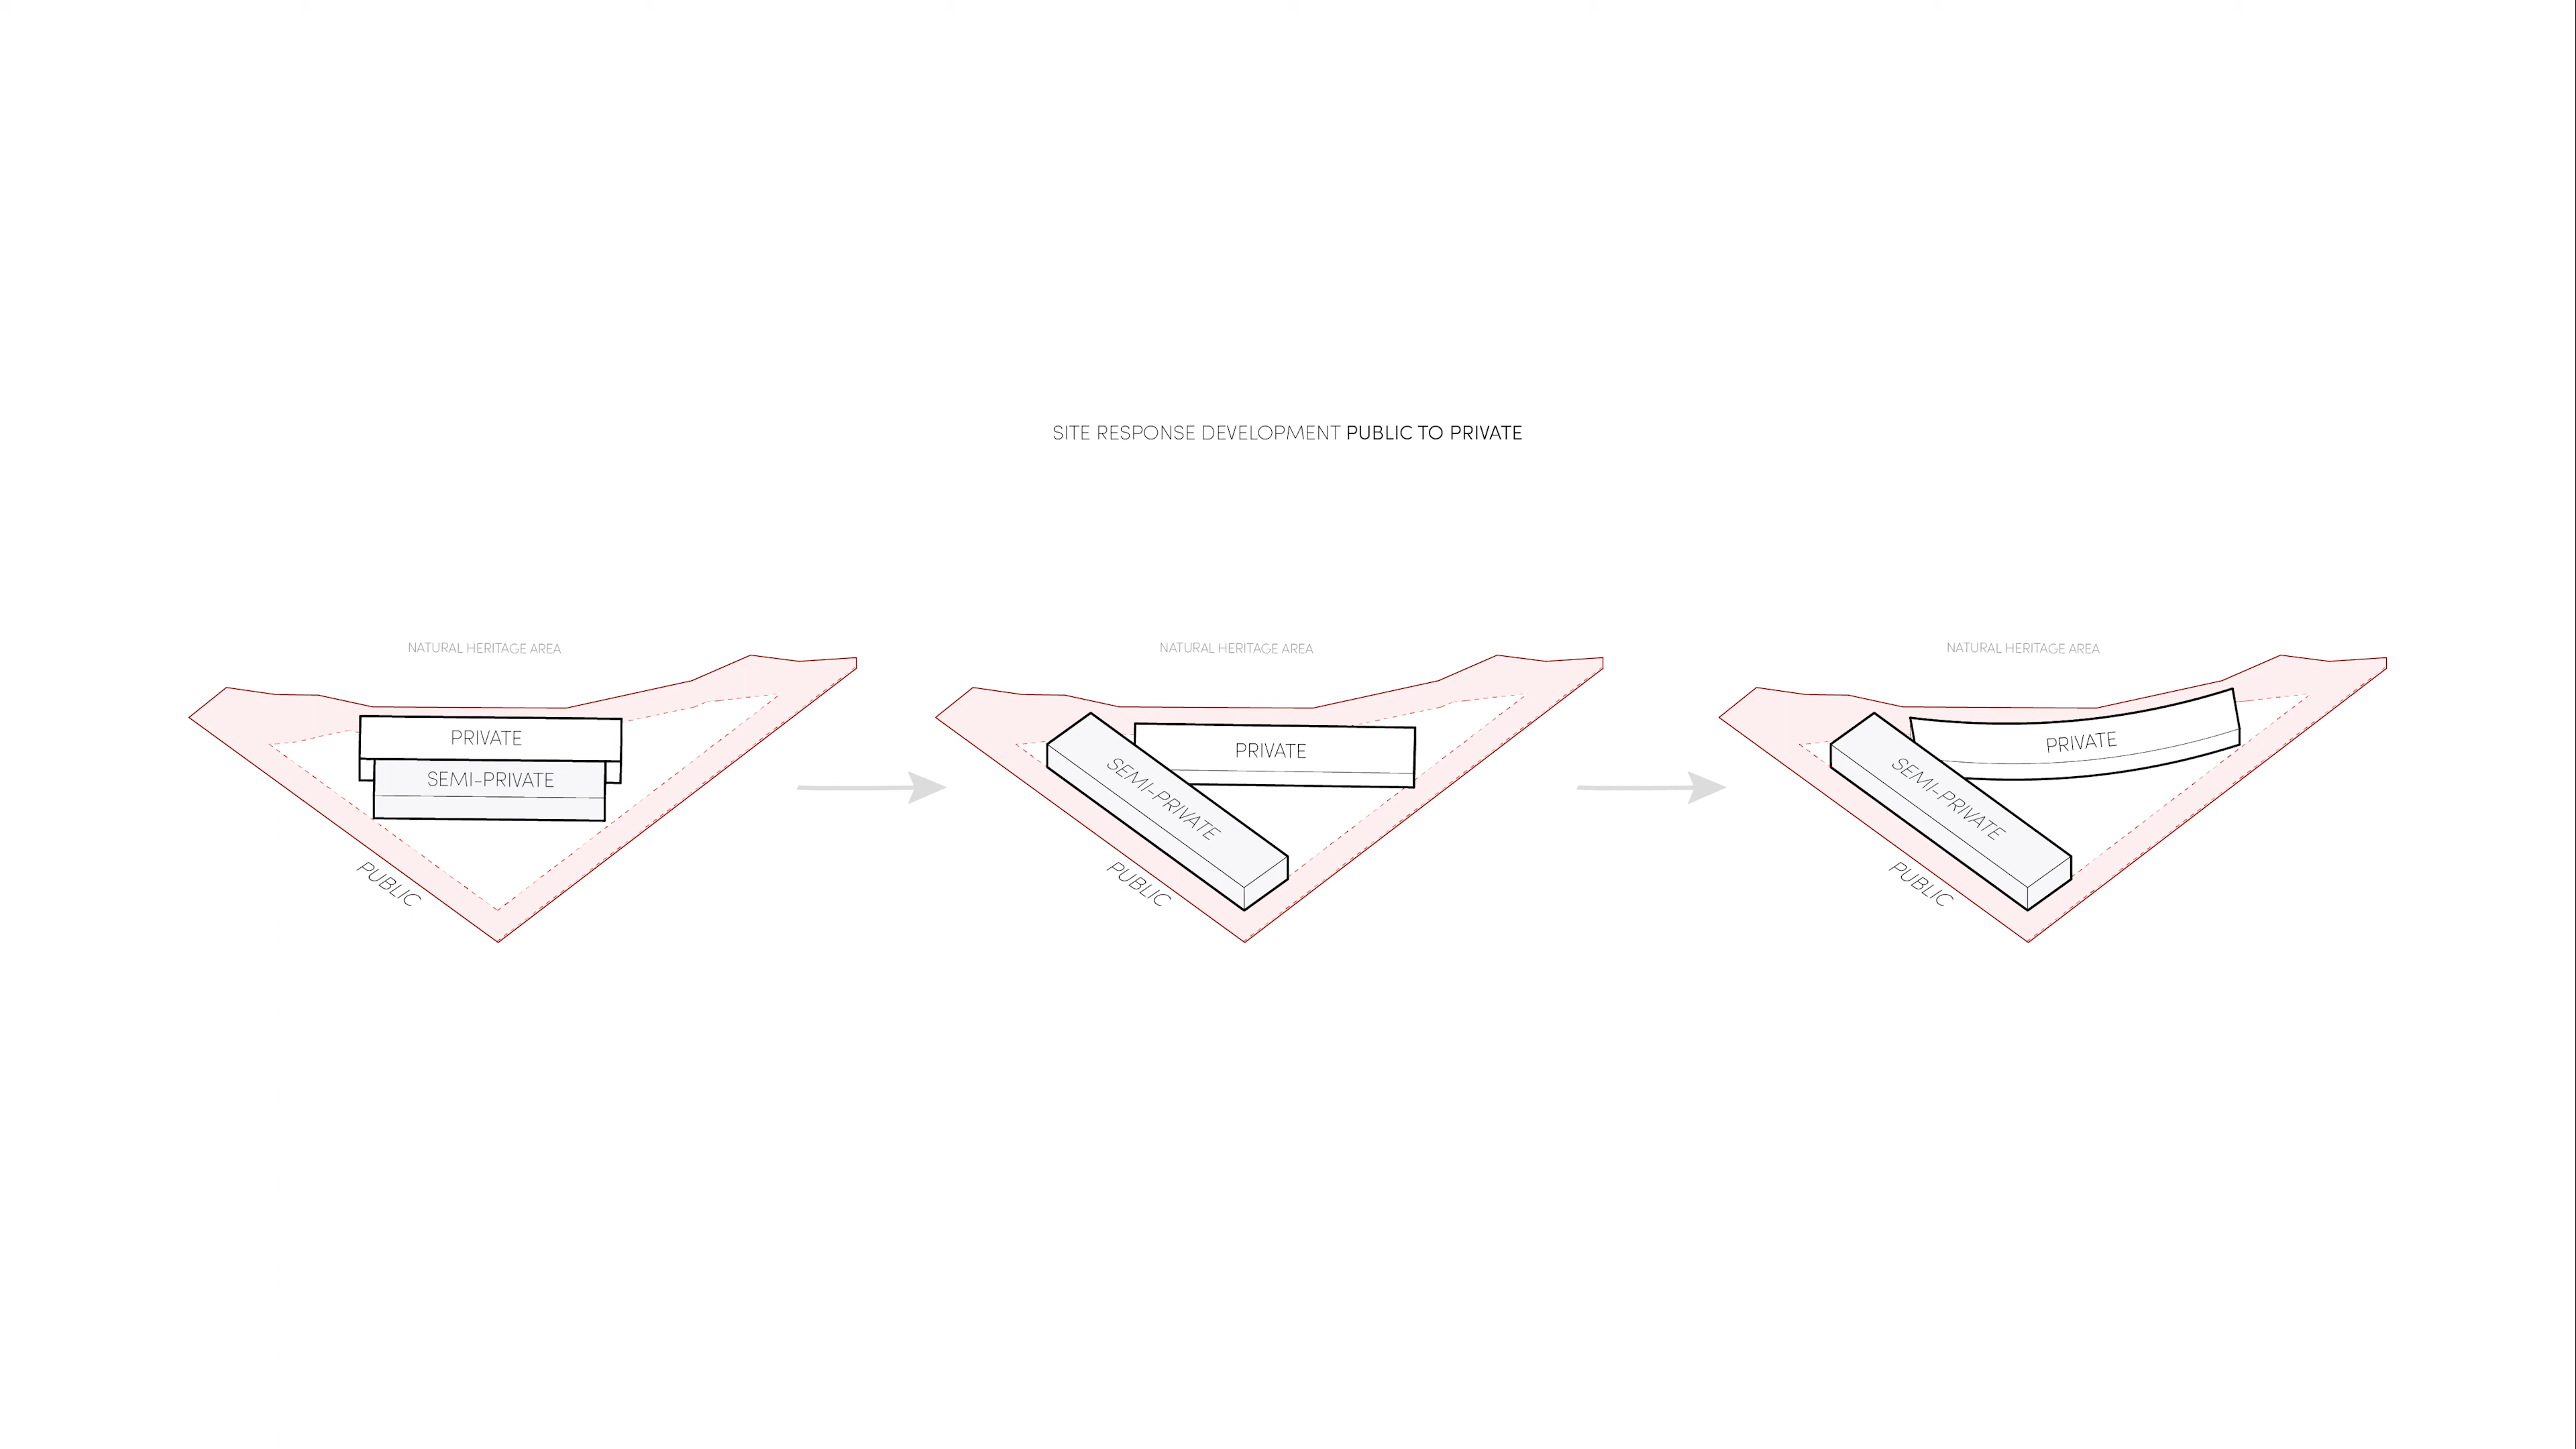 SITE RESPONSE DEVELOPMENT PUBLIC TO PRIVATE
NATURAL HERITAGE AREA
PRIVATE
SEMI-PRIVATE
PUBLIC
NATURAL HERITAGE AREA
PRIVATE
SEMI-PRIVATE
PUBLIC
NATURAL HERITAGE AREA
PRIVATE
SEMI-PRIVATE
PUBLIC